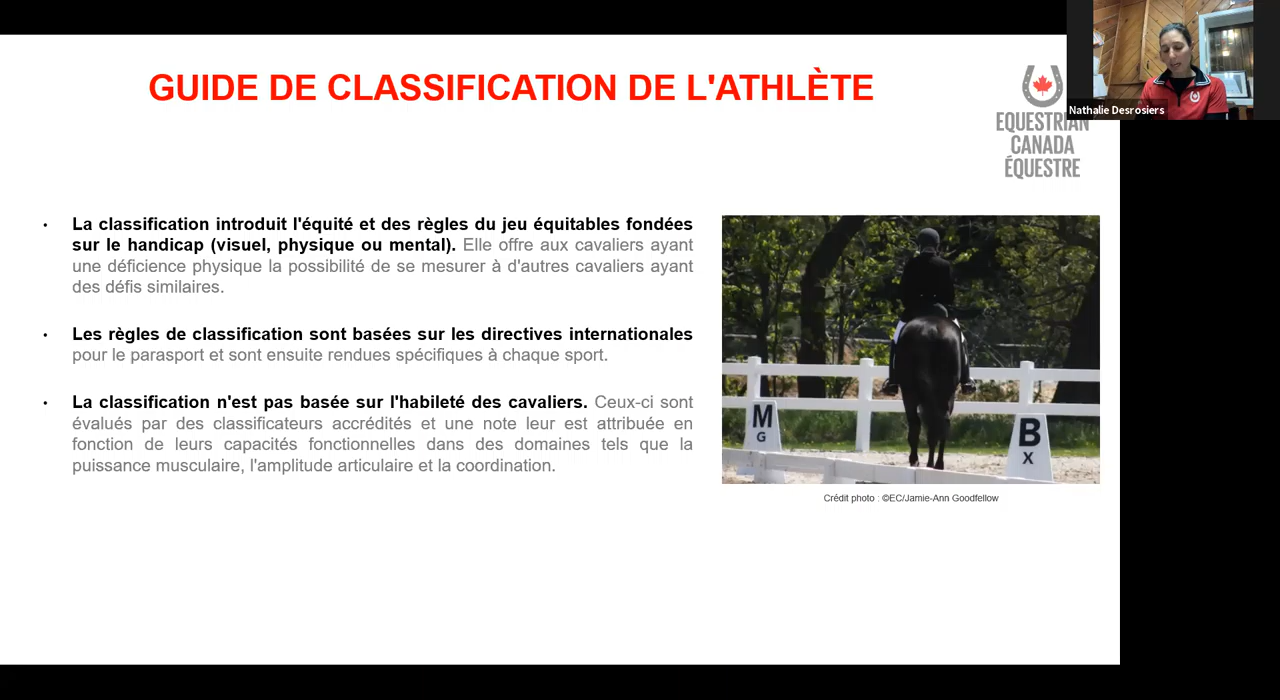 GUIDE DE CLASSIFICATION DE L'ATHLÈTE
EQUESTRIAN
CANADA
ÉQUESTRE
Nathalie Desrosiers
• La classification introduit l'équité et des règles du jeu équitables fondées
sur le handicap (visuel, physique ou mental). Elle offre aux cavaliers ayant
une déficience physique la possibilité de se mesurer à d'autres cavaliers ayant
des défis similaires.
• Les règles de classification sont basées sur les directives internationales
pour le parasport et sont ensuite rendues spécifiques à chaque sport.
• La classification n'est pas basée sur l'habileté des cavaliers. Ceux-ci sont
évalués par des classificateurs accrédités et une note leur est attribuée en
fonction de leurs capacités fonctionnelles dans des domaines tels que la
puissance musculaire, l'amplitude articulaire et la coordination.
M
G
B
X
Crédit photo : ©EC/Jamie-Ann Goodfellow